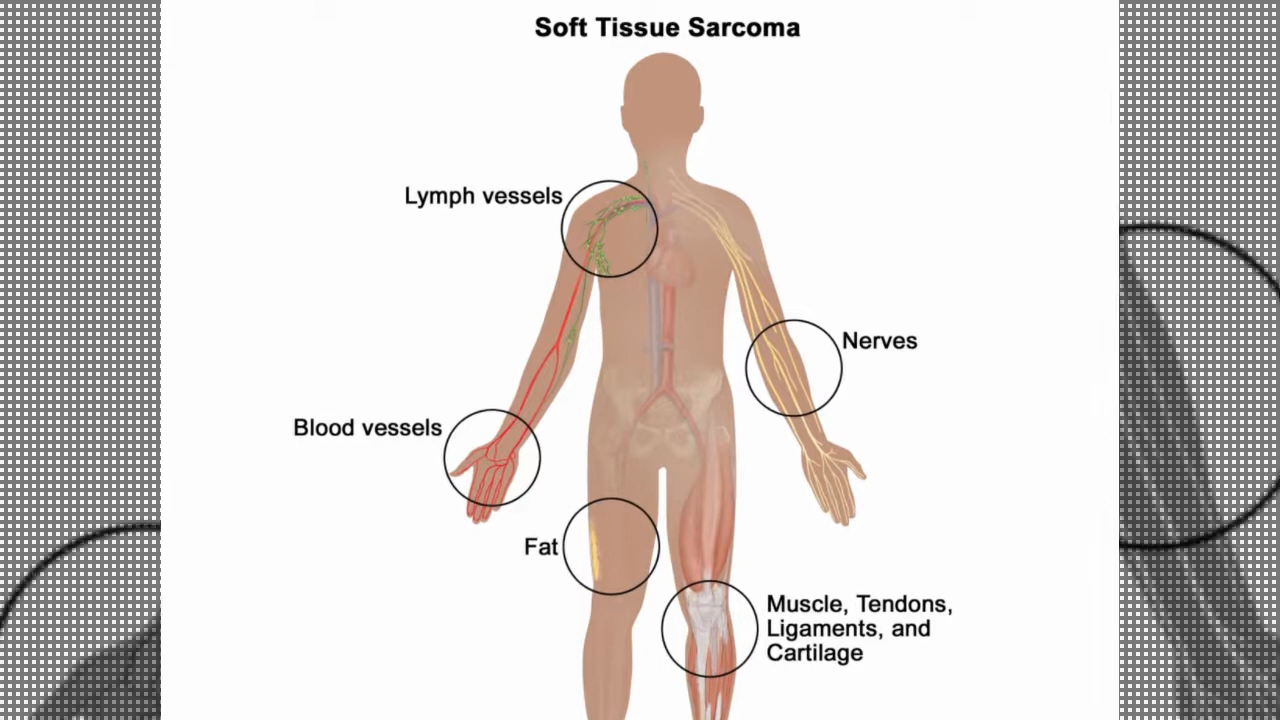 Soft Tissue Sarcoma
Lymph vessels
Nerves
Blood vessels
Fat
Muscle, Tendons,
Ligaments, and
Cartilage